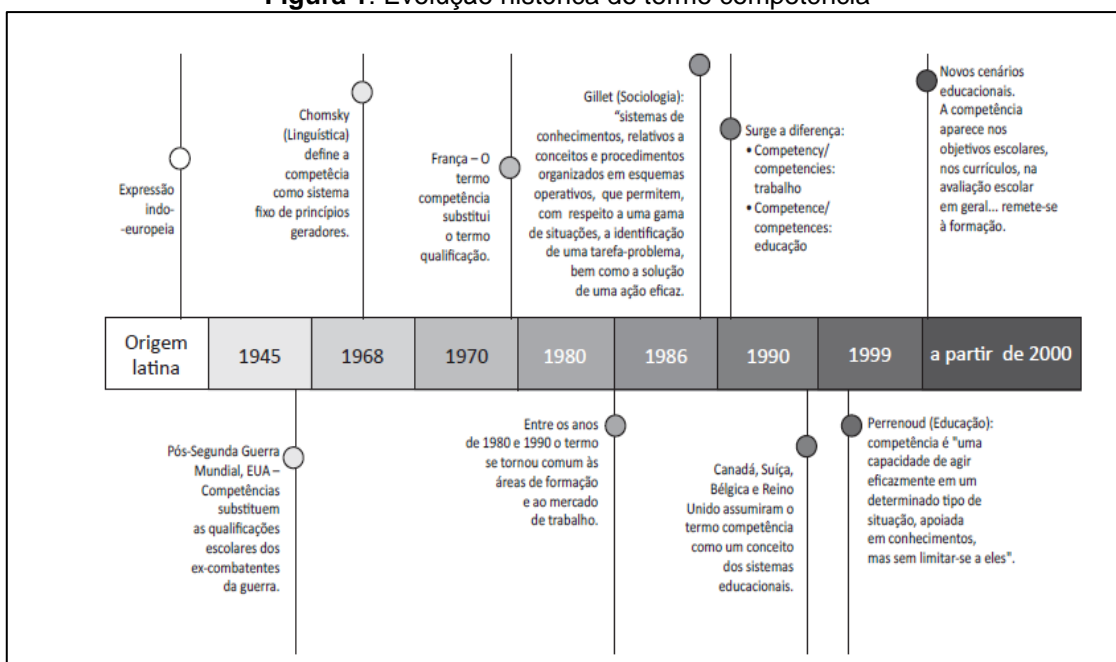 Figura 1. Evolução histórica do termo competência
Expressão
indo-
-europeia
Chomsky
(Linguística)
define a
competêcia
como sistema
fixo de princípios
geradores.
França – O
termo
competência
substitui
o termo
qualificação.
Gillet (Sociologia):
“sistemas de
conhecimentos, relativos a
conceitos e procedimentos
organizados em esquemas
operativos, que permitem,
com respeito a uma gama
de situações, a identificação
de uma tarefa-problema,
bem como a solução
de uma ação eficaz.
Surge a diferença:
• Competency/
competencies:
trabalho
• Competence/
competences:
educação
Novos cenários
educacionais.
A competência
aparece nos
objetivos escolares,
nos currículos, na
avaliação escolar
em geral... remete-se
à formação.
Origem
latina
1945
1968
1970
1980
1986
1990
1999
a partir de 2000
Pós-Segunda Guerra
Mundial, EUA –
Competências
substituem
as qualificações
escolares dos
ex-combatentes
da guerra.
Entre os anos
de 1980 e 1990 o termo
se tornou comum às
áreas de formação
e ao mercado
de trabalho.
Canadá, Suíça,
Bélgica e Reino
Unido assumiram o
termo competência
como um conceito
dos sistemas
educacionais.
Perrenoud (Educação):
competência é "uma
capacidade de agir
eficazmente em um
determinado tipo de
situação, apoiada
em conhecimentos,
mas sem limitar-se a eles".